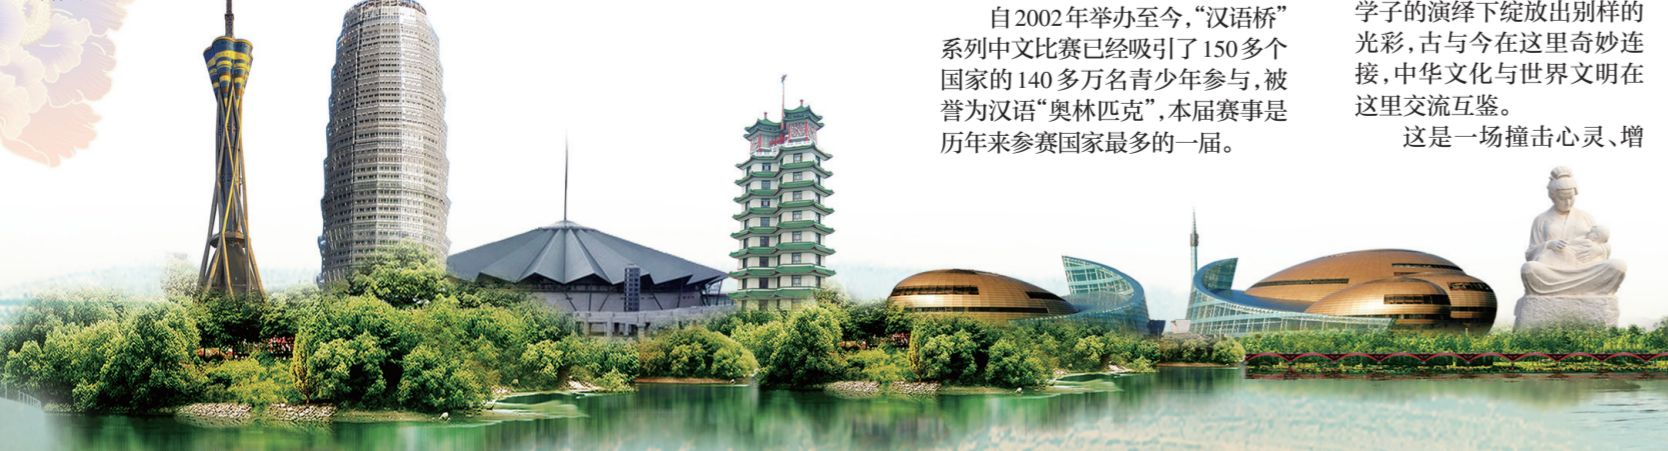 自2002年举办至今，“汉语桥”
系列中文比赛已经吸引了150多个
国家的140多万名青少年参与，被
誉为汉语“奥林匹克”，本届赛事是
历年来参赛国家最多的一届。
学子的演绎下绽放出别样的
光彩，古与今在这里奇妙连
接，中华文化与世界文明在
这里交流互鉴。
这是一场撞击心灵、增